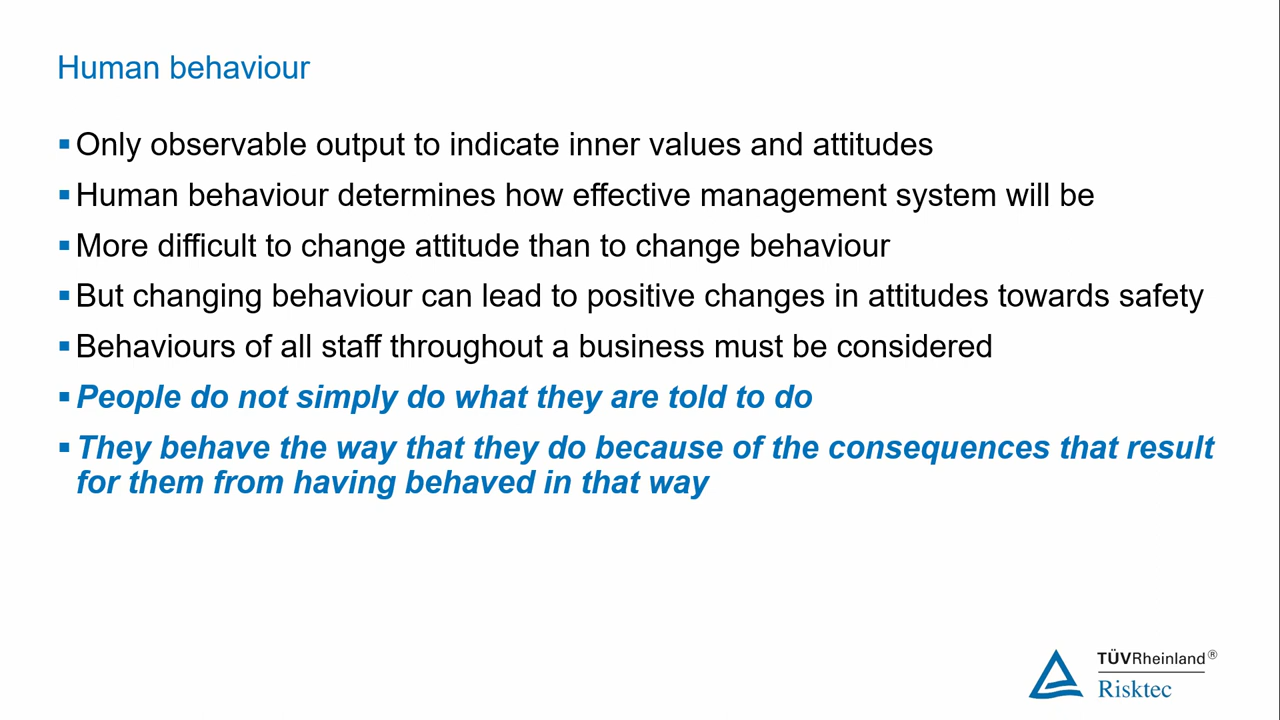 Human behaviour
Only observable output to indicate inner values and attitudes
Human behaviour determines how effective management system will be
More difficult to change attitude than to change behaviour
But changing behaviour can lead to positive changes in attitudes towards safety
Behaviours of all staff throughout a business must be considered
People do not simply do what they are told to do
They behave the way that they do because of the consequences that result
for them from having behaved in that way
TÜVRheinland®
Risktec